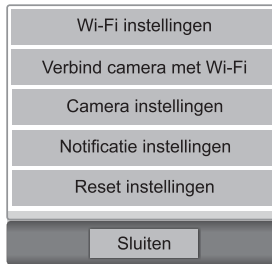 Wi-Fi instellingen
Verbind camera met Wi-Fi
Camera instellingen
Notificatie instellingen
Reset instellingen
Sluiten